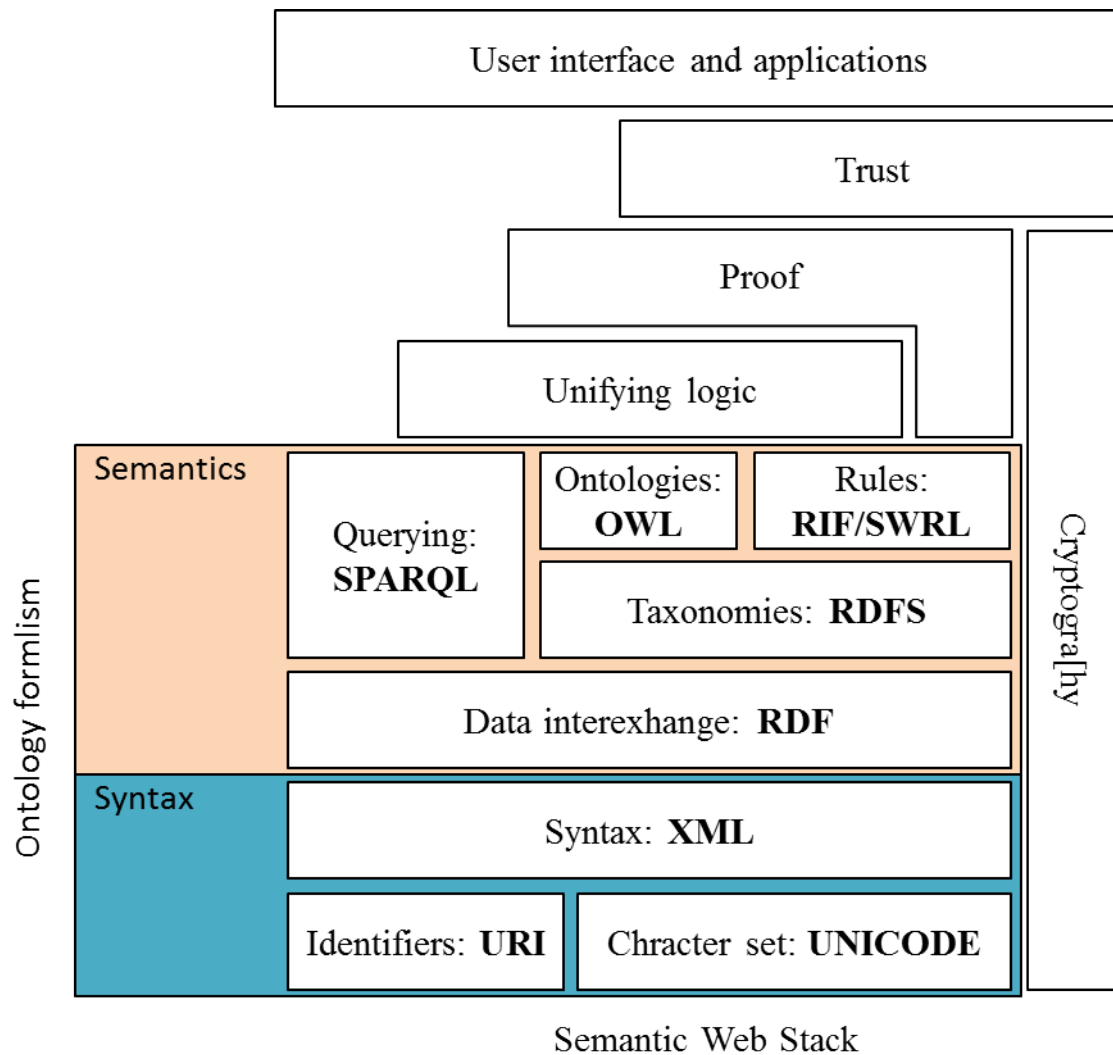 User interface and applications
Trust
Proof
Unifying logic
Semantics
Querying:
SPARQL
Ontologies:
OWL
Rules:
RIF/SWRL
Taxonomies: RDFS
Data interexhange: RDF
Syntax
Syntax: XML
Identifiers: URI
Chracter set: UNICODE
Ontology formlism
Cryptogra[hy
Semantic Web Stack